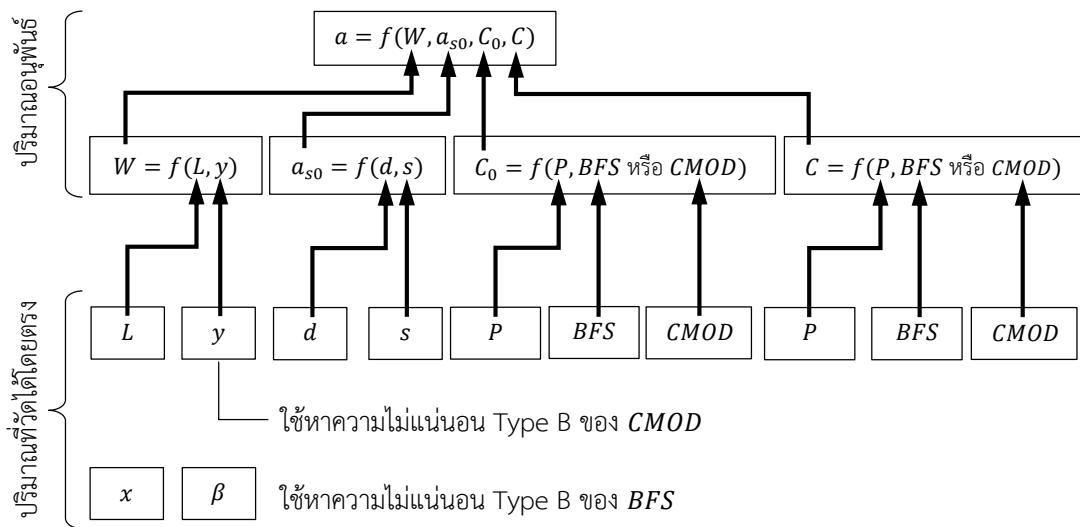 ปริมาณอนุพันธ์
a = f(W, a_{s0}, C_0, C)
W = f(L, y)
a_{s0} = f(d, s)
C_0 = f(P, BFS หรือ CMOD)
C = f(P, BFS หรือ CMOD)
ปริมาณที่วัดได้โดยตรง
L
y
d
s
P
BFS
CMOD
P
BFS
CMOD
ใช้หาความไม่แน่นอน Type B ของ CMOD
x
β
ใช้หาความไม่แน่นอน Type B ของ BFS